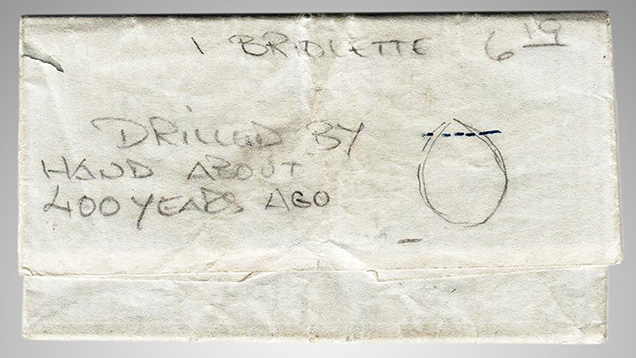 1 BRIOLETTE 6 19
DRILLED BY
HAND ABOUT
400 YEARS AGO